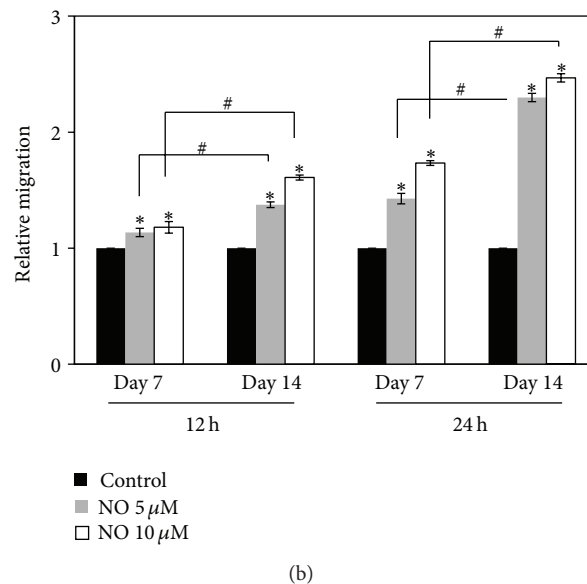 3
2
1
0
Relative migration
#
#
#
#
* * * * * * * *
Day 7 Day 14 Day 7 Day 14
12 h 24 h
Control
NO 5 μM
NO 10 μM
(b)